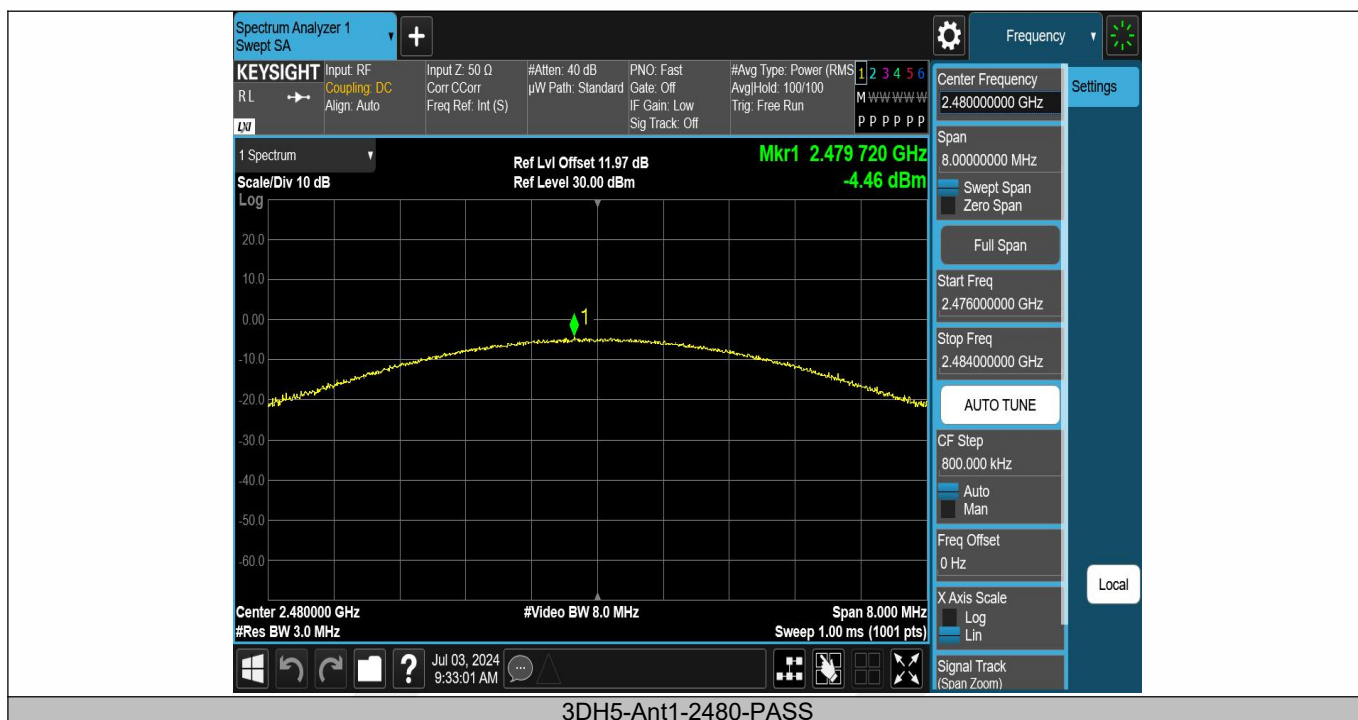 Spectrum Analyzer 1
Swept SA
+
Frequency
KEYSIGHT
RL
LXI
Input: RF
Coupling: DC
Align: Auto
Input Z: 50 Ω
Corr CCorr
Freq Ref: Int (S)
#Atten: 40 dB
µW Path: Standard
PNO: Fast
Gate: Off
IF Gain: Low
Sig Track: Off
#Avg Type: Power (RMS
Avg|Hold: 100/100
Trig: Free Run
1 2 3 4 5 6
M W W W W W
P P P P P P
1 Spectrum
Scale/Div 10 dB
Log
Ref Lvl Offset 11.97 dB
Ref Level 30.00 dBm
Mkr1 2.479 720 GHz
-4.46 dBm
20.0
10.0
0.00
-10.0
-20.0
-30.0
-40.0
-50.0
-60.0
1
Center 2.480000 GHz
#Res BW 3.0 MHz
#Video BW 8.0 MHz
Span 8.000 MHz
Sweep 1.00 ms (1001 pts)
Center Frequency
2.480000000 GHz
Settings
Span
8.00000000 MHz
Swept Span
Zero Span
Full Span
Start Freq
2.476000000 GHz
Stop Freq
2.484000000 GHz
AUTO TUNE
CF Step
800.000 kHz
Auto
Man
Freq Offset
0 Hz
Local
X Axis Scale
Log
Lin
Signal Track
(Span Zoom)
?
Jul 03, 2024
9:33:01 AM
3DH5-Ant1-2480-PASS